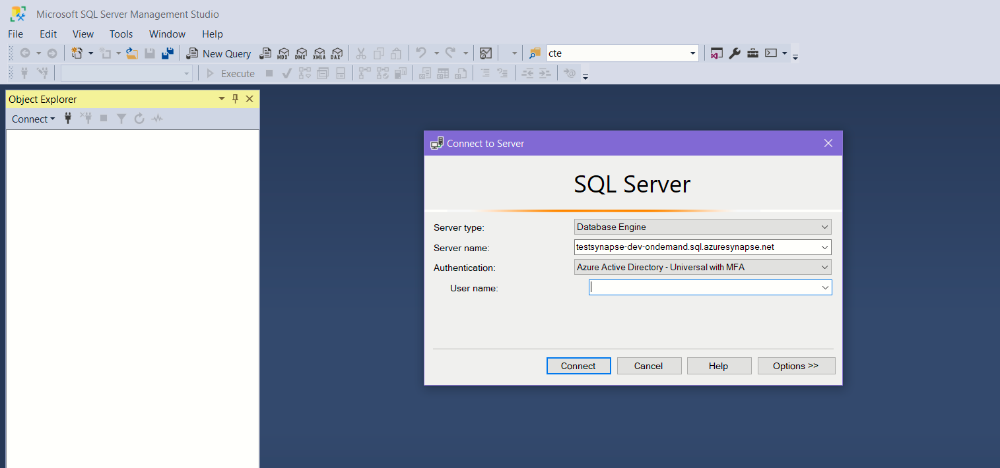 Microsoft SQL Server Management Studio
File Edit View Tools Window Help
New Query MDX DMX XMLA DAX cte
Execute
Object Explorer
Connect
Connect to Server
SQL Server
Server type: Database Engine
Server name: testsynapse-dev-ondemand.sql.azuresynapse.net
Authentication: Azure Active Directory - Universal with MFA
User name:
Connect Cancel Help Options >>